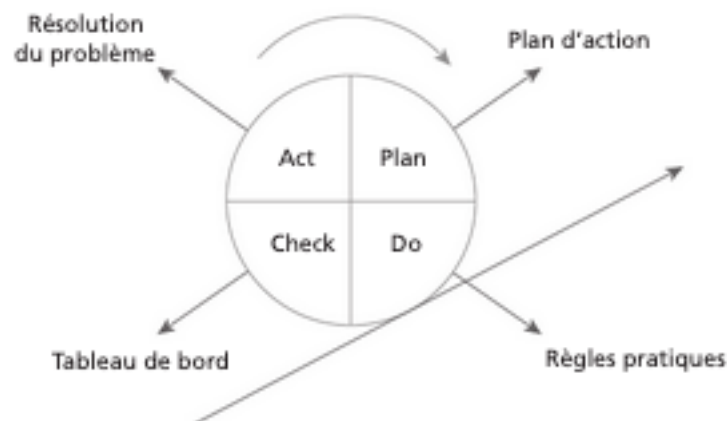 Résolution
du problème
Plan d'action
Act
Plan
Check
Do
Tableau de bord
Règles pratiques